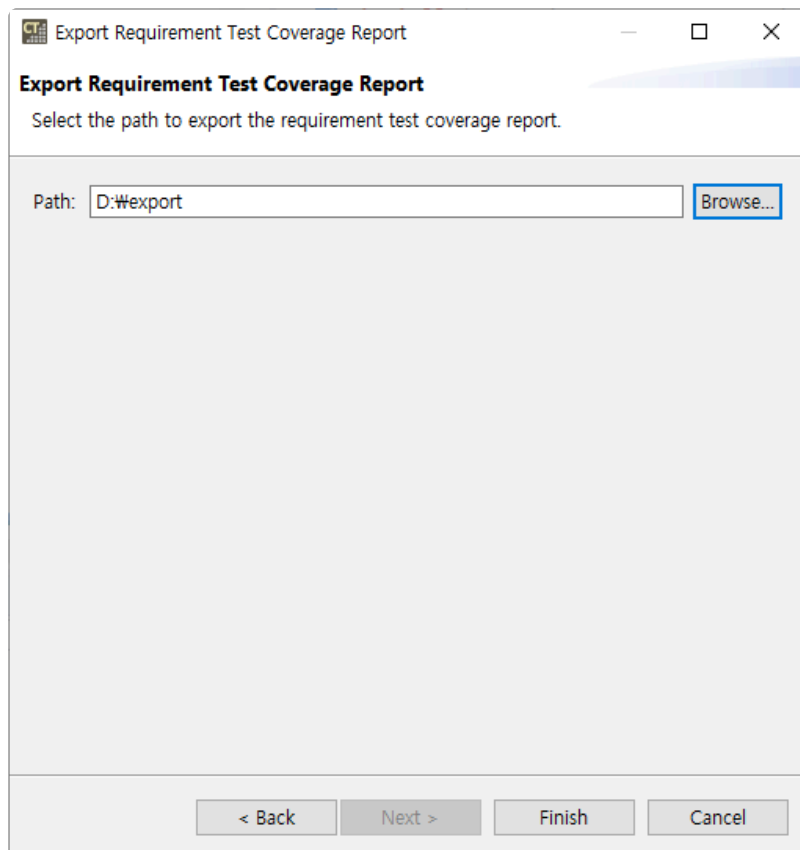 CT
Export Requirement Test Coverage Report
Export Requirement Test Coverage Report
Select the path to export the requirement test coverage report.
Path: D:₩export Browse...
< Back Next > Finish Cancel